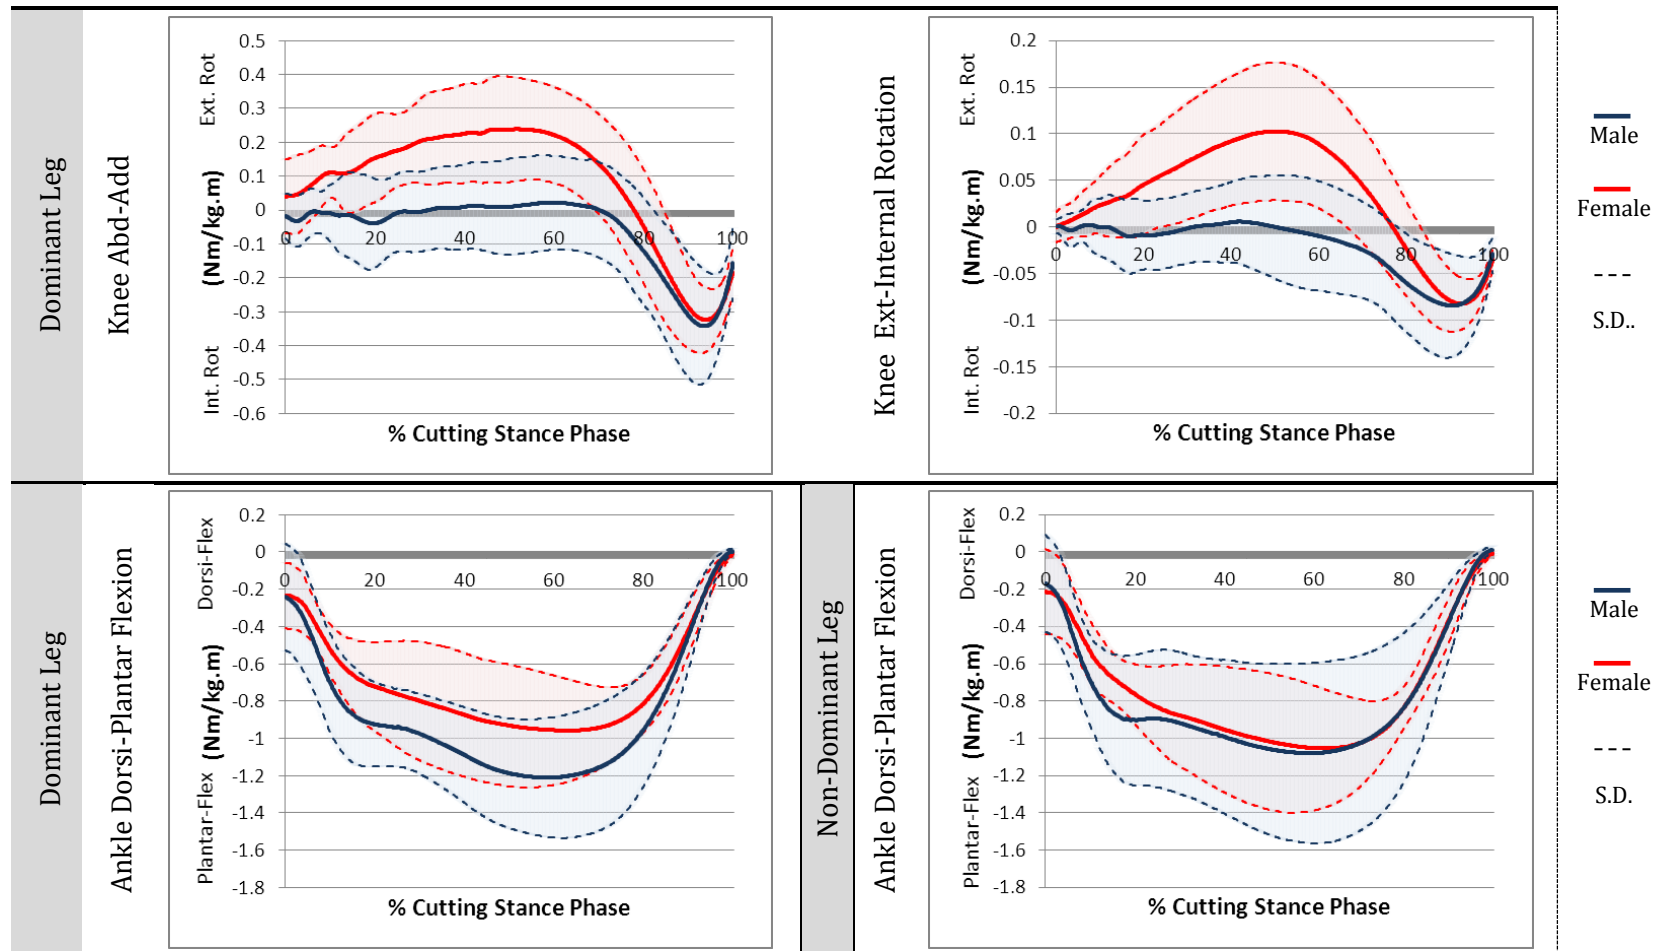 Dominant Leg
Knee Abd-Add
Ext. Rot
(Nm/kg.m)
Int. Rot
0.5
0.4
0.3
0.2
0.1
0
-0.1
-0.2
-0.3
-0.4
-0.5
-0.6
0 20 40 60 80 100
% Cutting Stance Phase
Knee Ext-Internal Rotation
Ext. Rot
(Nm/kg.m)
Int. Rot
0.2
0.15
0.1
0.05
0
-0.05
-0.1
-0.15
-0.2
0 20 40 60 80 100
% Cutting Stance Phase
Male
Female
---
S.D..
Dominant Leg
Ankle Dorsi-Plantar Flexion
Dorsi-Flex
(Nm/kg.m)
Plantar-Flex
0.2
0
-0.2
-0.4
-0.6
-0.8
-1
-1.2
-1.4
-1.6
-1.8
0 20 40 60 80 100
% Cutting Stance Phase
Non-Dominant Leg
Ankle Dorsi-Plantar Flexion
Dorsi-Flex
(Nm/kg.m)
Plantar-Flex
0.2
0
-0.2
-0.4
-0.6
-0.8
-1
-1.2
-1.4
-1.6
-1.8
0 20 40 60 80 100
% Cutting Stance Phase
Male
Female
---
S.D.